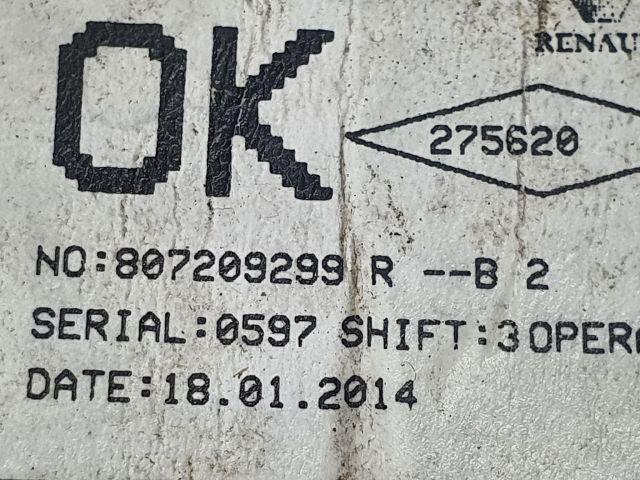 OK
RENAU
275620
NO:807209299 R --B 2
SERIAL:0597 SHIFT:3 OPER
DATE:18.01.2014